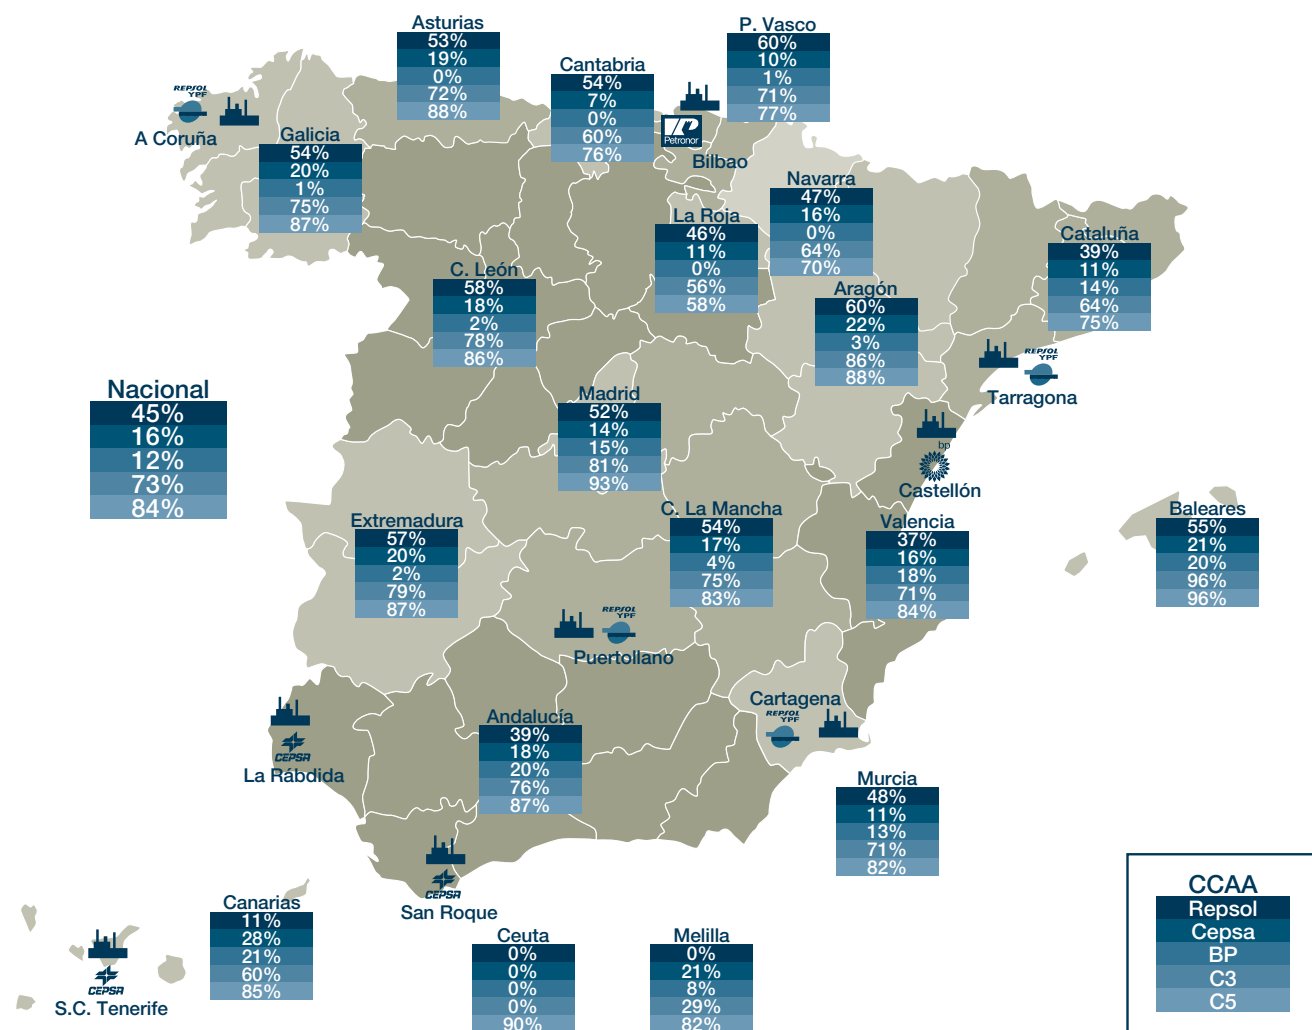 Asturias
53%
19%
0%
72%
88%
P. Vasco
60%
10%
1%
71%
77%
Cantabria
54%
7%
0%
60%
76%
REPSOL
YPF
A Coruña
Galicia
54%
20%
1%
75%
87%
Petronor
Bilbao
Navarra
47%
16%
0%
64%
70%
La Roja
46%
11%
0%
56%
58%
Cataluña
39%
11%
14%
64%
75%
C. León
58%
18%
2%
78%
86%
Aragón
60%
22%
3%
86%
88%
REPSOL
YPF
Tarragona
Nacional
45%
16%
12%
73%
84%
Madrid
52%
14%
15%
81%
93%
bp
Castellón
Extremadura
57%
20%
2%
79%
87%
C. La Mancha
54%
17%
4%
75%
83%
Valencia
37%
16%
18%
71%
84%
Baleares
55%
21%
20%
96%
96%
REPSOL
YPF
Puertollano
Cartagena
REPSOL
YPF
CEPSA
La Rábdida
Andalucía
39%
18%
20%
76%
87%
Murcia
48%
11%
13%
71%
82%
CEPSA
San Roque
Canarias
11%
28%
21%
60%
85%
CEPSA
S.C. Tenerife
Ceuta
0%
0%
0%
0%
90%
Melilla
0%
21%
8%
29%
82%
CCAA
Repsol
Cepsa
BP
C3
C5